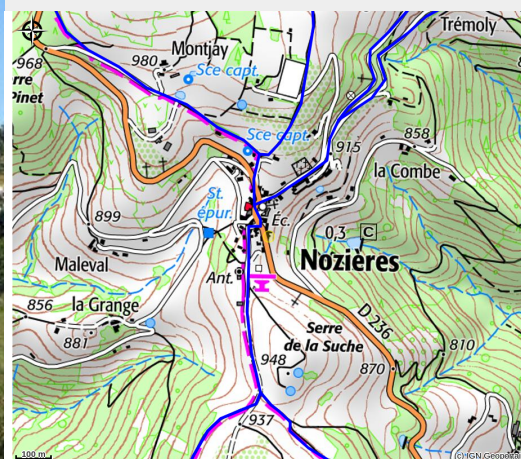 Trémoly
Montjay
980
968
Sce capt.
rre
Pinet
Sce capt.
915
858
la Combe
St.
épur.
899
Éc.
0,3
C
Nozières
Maleval
Ant.
856
la Grange
D 236
Serre
de la Suche
881
810
948
870
937
100 m
(c) IGN Geoporta